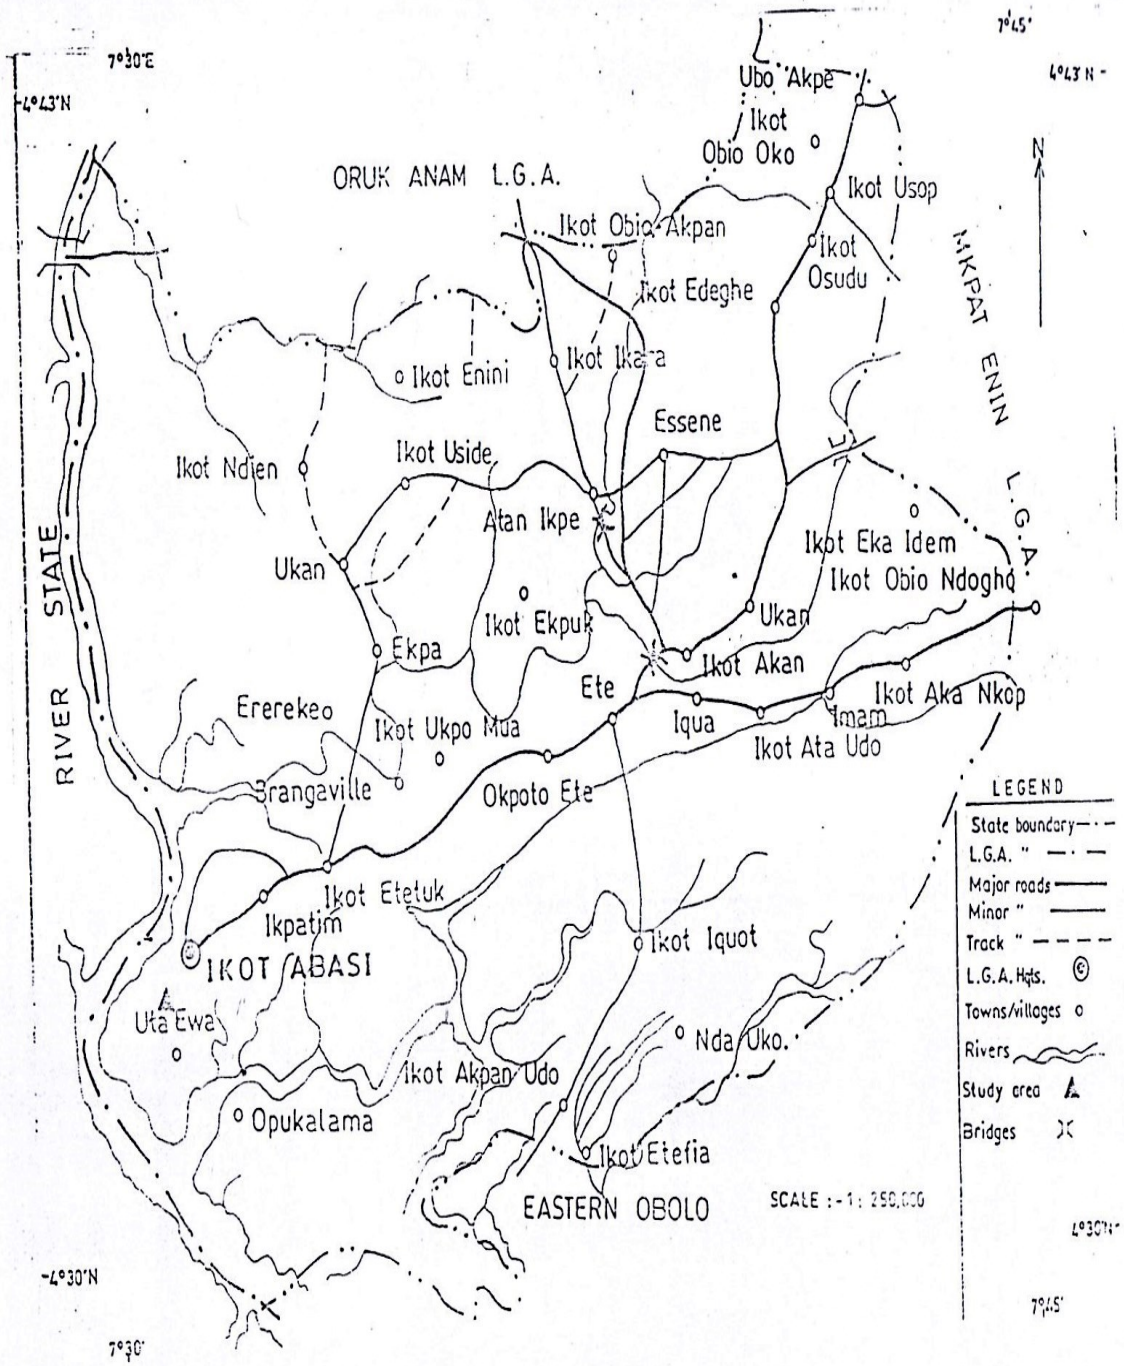 7°45'
7°30'E
4°43'N -
-4°43'N
Ubo Akpe
Ikot
Obio Oko
N
ORUK ANAM L.G.A.
Ikot Usop
Ikot Obio Akpan
Ikot
Osudu
MKPAT ENIN L.G.A.
Ikot Edeghe
Ikot Ikara
Ikot Enini
Essene
Ikot Uside
Ikot Ndien
Atan Ikpe
Ikot Eka Idem
Ukan
Ikot Obio Ndogho
Ikot Ekpuk
Ukan
RIVER STATE
Ekpa
Ikot Akan
Ete
Ikot Aka Nkop
Ererekeo
Iqua
Imam
Ikot Ukpo Mua
Ikot Ata Udo
Brangaville
Okpoto Ete
Ikot Etetuk
Ikpatim
Ikot Iquot
IKOT ABASI
Uta Ewa
Nda Uko.
Ikot Akpan Udo
Opukalama
Ikot Etefia
EASTERN OBOLO
SCALE :-1: 250,000
LEGEND
State boundary
L.G.A. "
Major roads
Minor "
Track "
L.G.A. Hqts.
Towns/villages
Rivers
Study area
Bridges
4°30'N-
-4°30'N
7°45'
7°30'